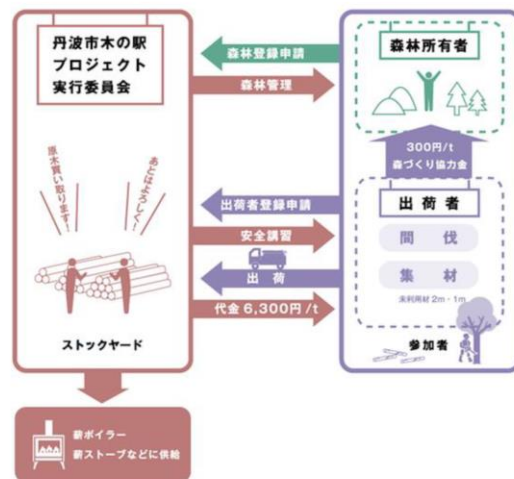 丹波市木の駅
プロジェクト
実行委員会
原木買い取ります!
あとはよろしく!
ストックヤード
薪ボイラー
薪ストーブなどに供給
森林登録申請
森林管理
出荷者登録申請
安全講習
出荷
代金6,300円/t
森林所有者
300円/t
森づくり協力金
出荷者
間伐
集材
未利用材2m・1m
参加者